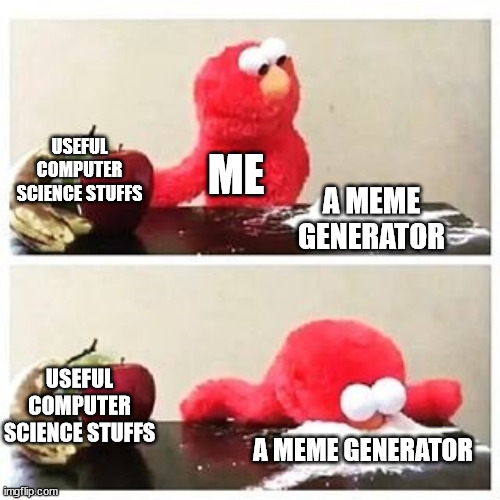 USEFUL
COMPUTER
SCIENCE STUFFS
ME
A MEME
GENERATOR
USEFUL
COMPUTER
SCIENCE STUFFS
A MEME GENERATOR
imgflip.com